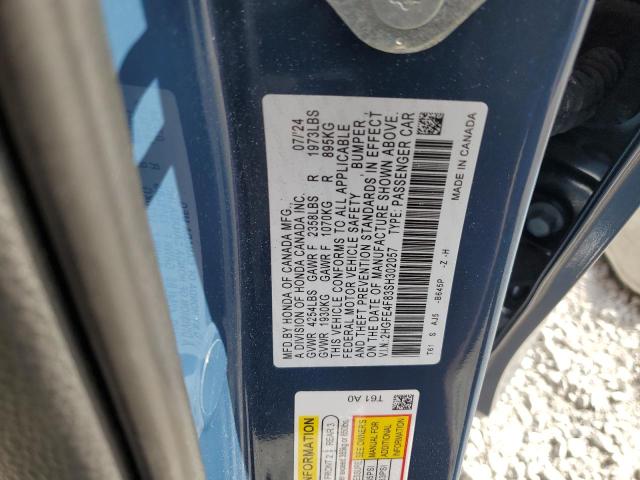 MFD BY HONDA OF CANADA MFG. 07/'24
A DIVISION OF HONDA CANADA INC.
GVWR 4254LBS GAWR F 2358LBS R 1973LBS
GVWR 1930KG GAWR F 1070KG R 895KG
THIS VEHICLE CONFORMS TO ALL APPLICABLE
FEDERAL MOTOR VEHICLE SAFETY, BUMPER,
AND THEFT PREVENTION STANDARDS IN EFFECT
ON THE DATE OF MANUFACTURE SHOWN ABOVE.
V.I.N.:2HGFE4F83SH302057 TYPE: PASSENGER CAR
T61 S AJ5 -B645P -Z -H
MADE IN CANADA
T61 A0
INFORMATION
FRONT 2 REAR 3
SEE OWNER'S
MANUAL FOR
ADDITIONAL
INFORMATION